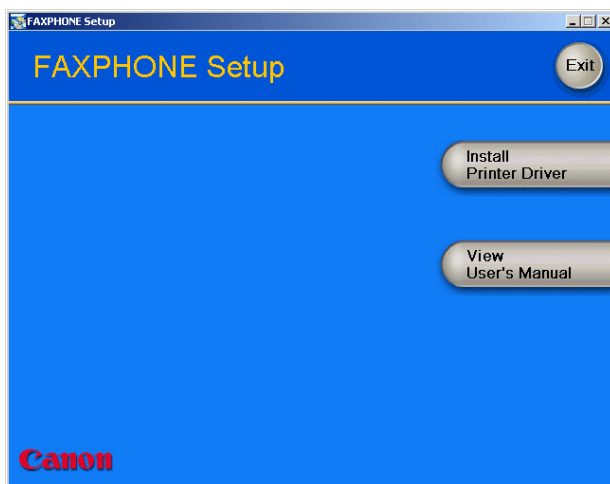 FAXPHONE Setup
FAXPHONE Setup
Exit
Install
Printer Driver
View
User's Manual
Canon